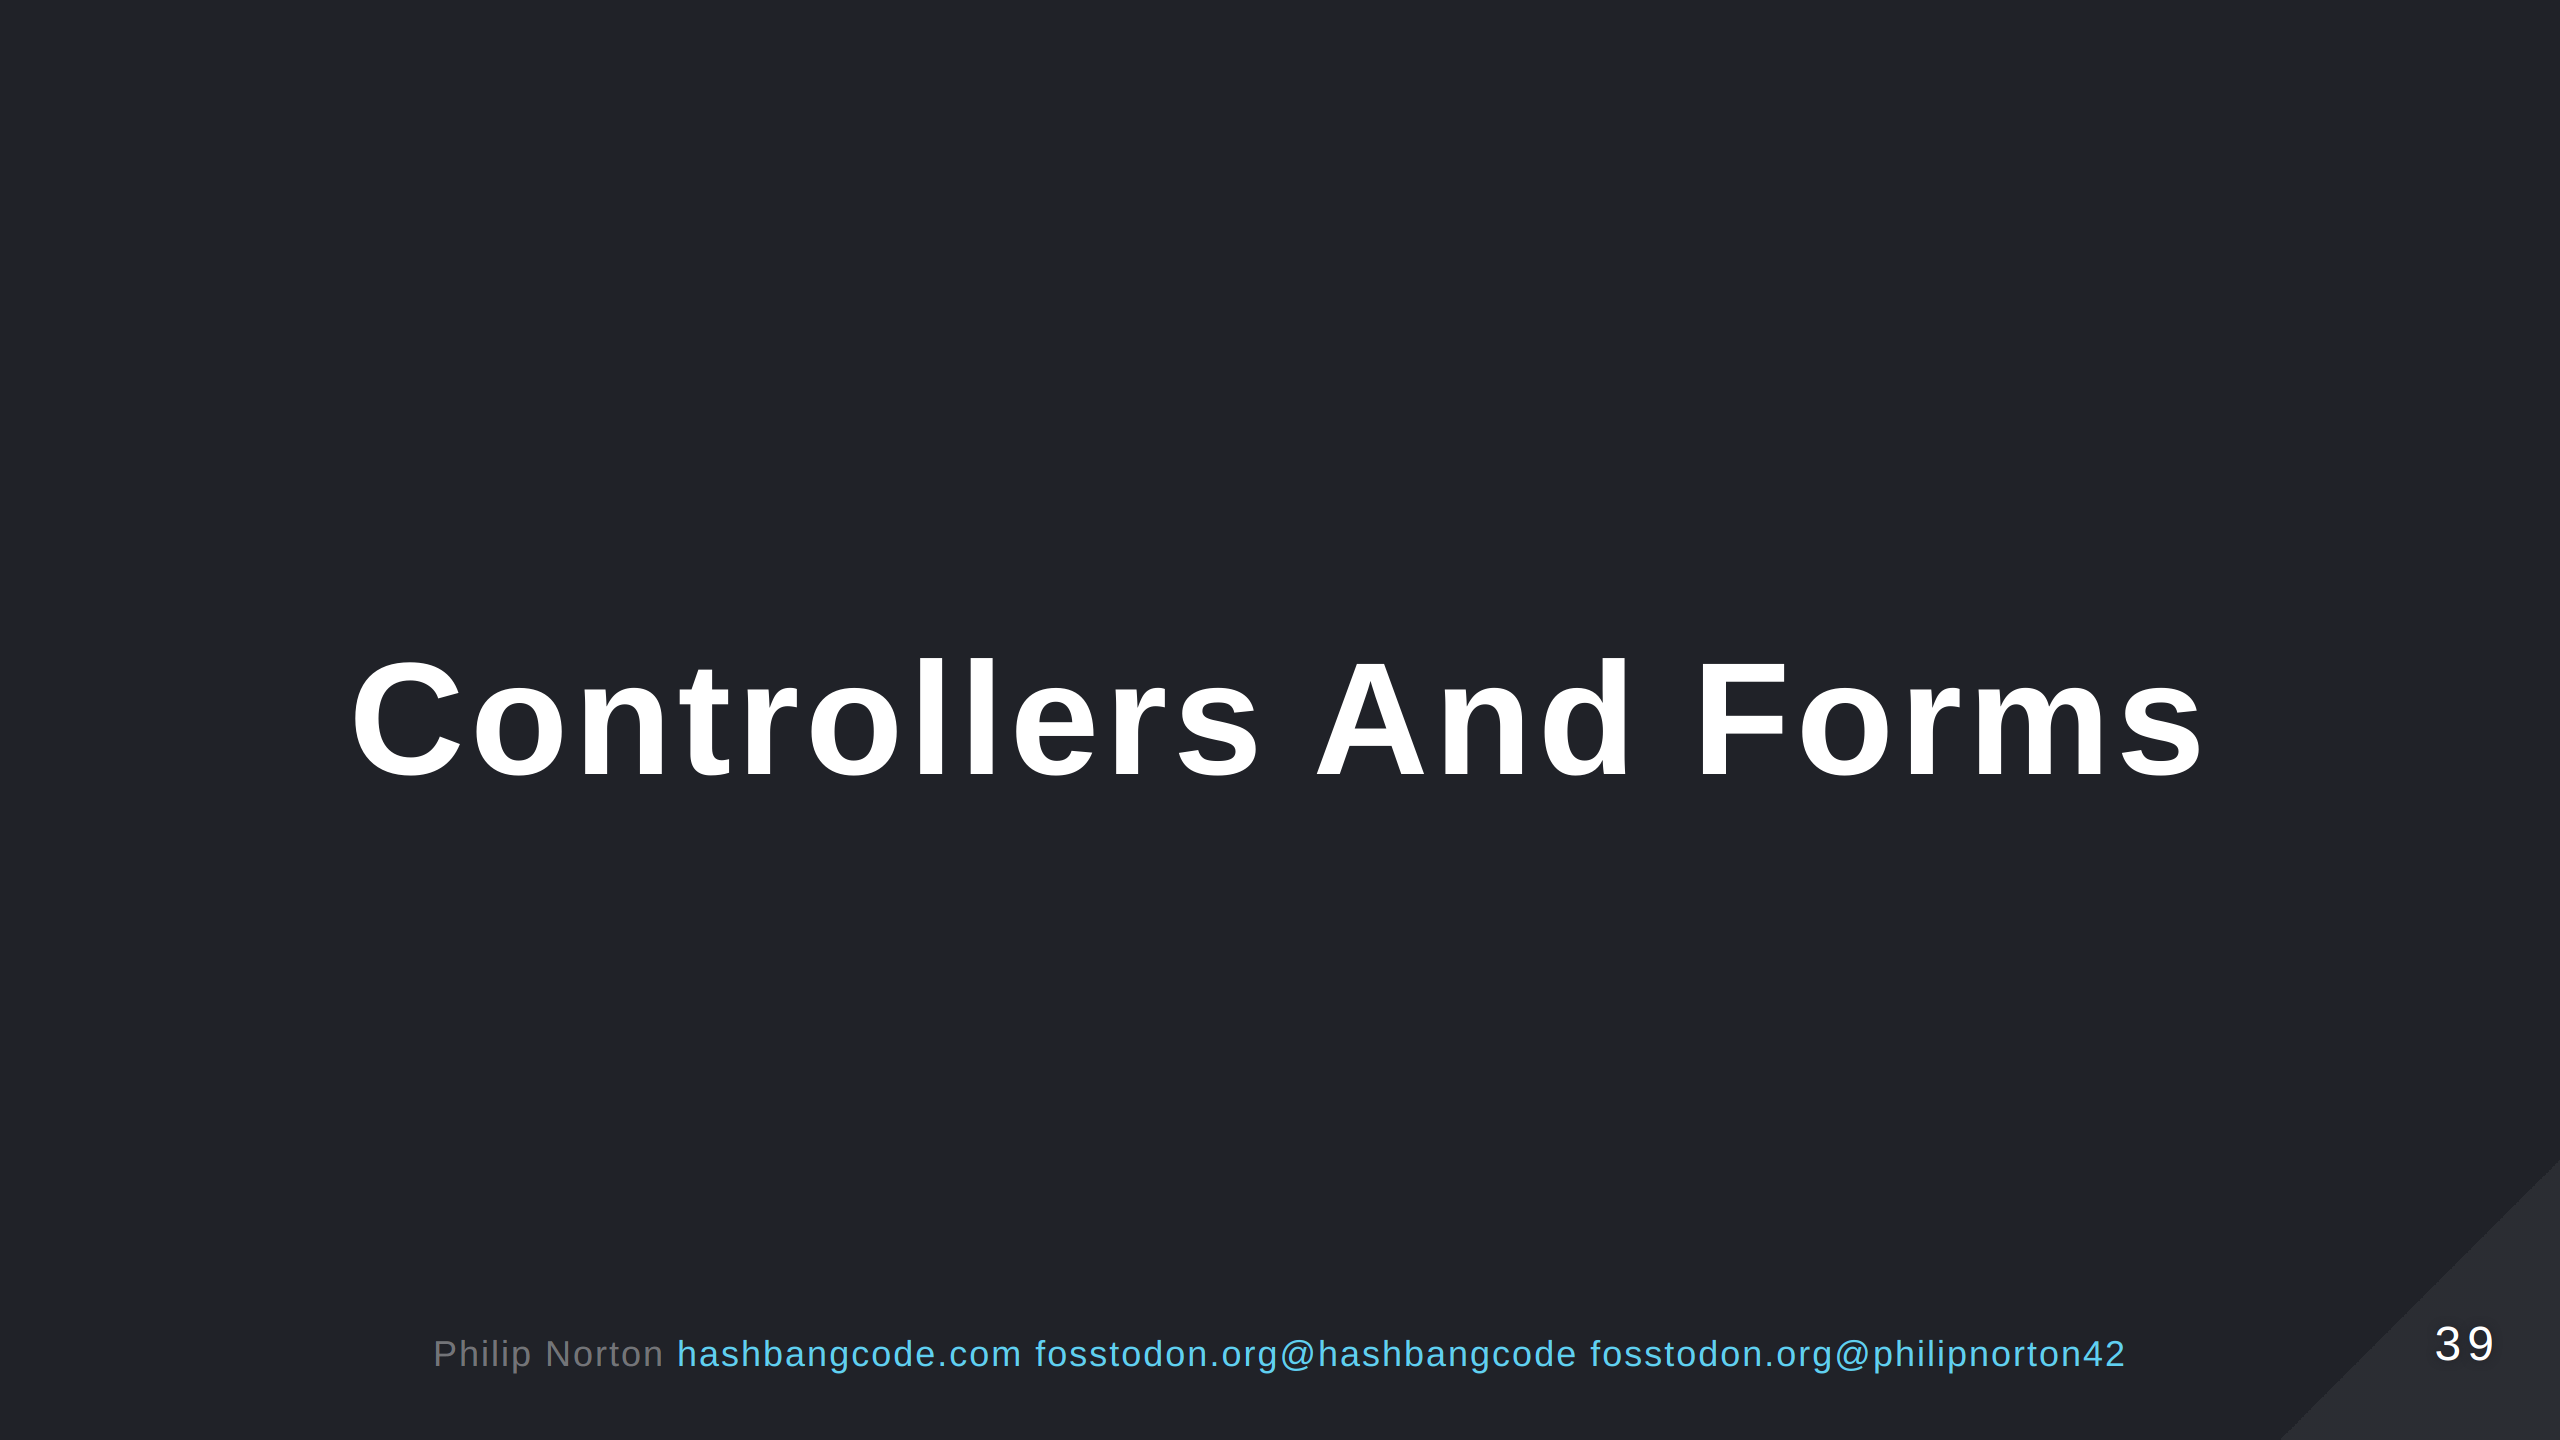 Controllers And Forms
Philip Norton hashbangcode.com fosstodon.org@hashbangcode fosstodon.org@philipnorton42
39